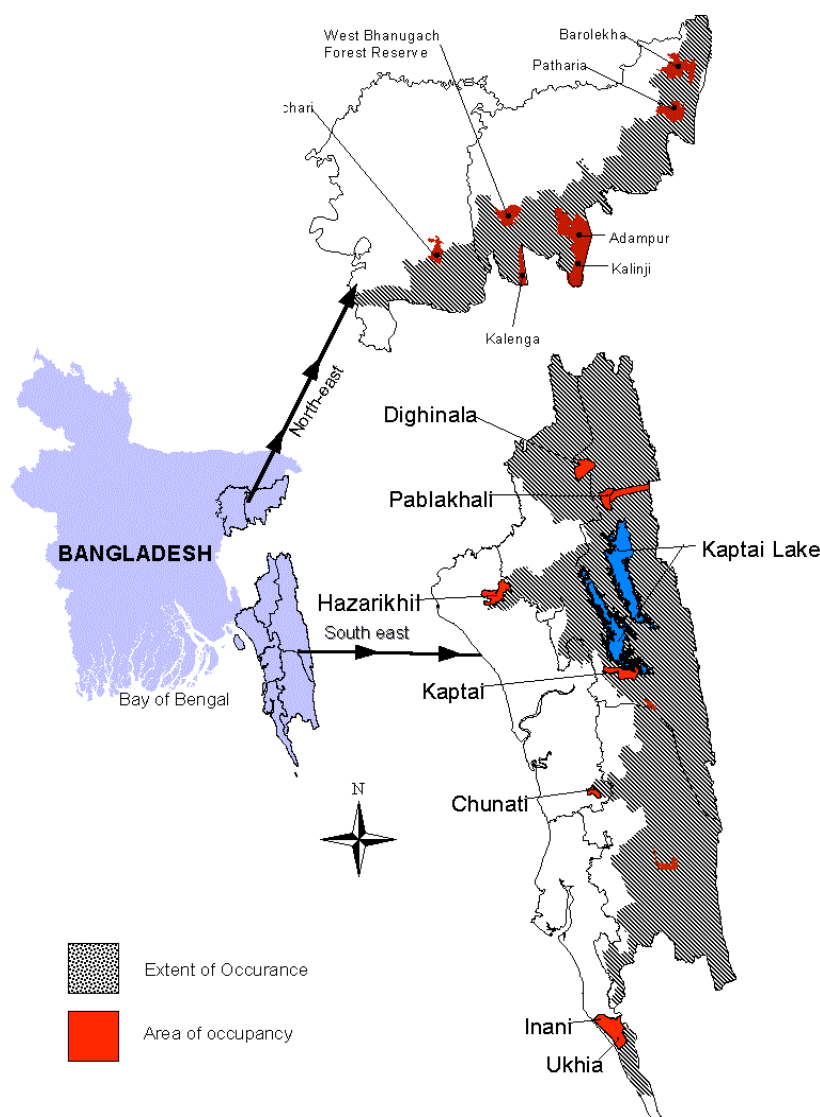 West Bhanugach
Forest Reserve
Barolekha
Patharia
chari
Adampur
Kalinji
Kalenga
North-east
Dighinala
Pablakhali
BANGLADESH
Kaptai Lake
Hazarikhil
South east
Kaptai
Bay of Bengal
Chunati
N
Extent of Occurance
Inani
Area of occupancy
Ukhia